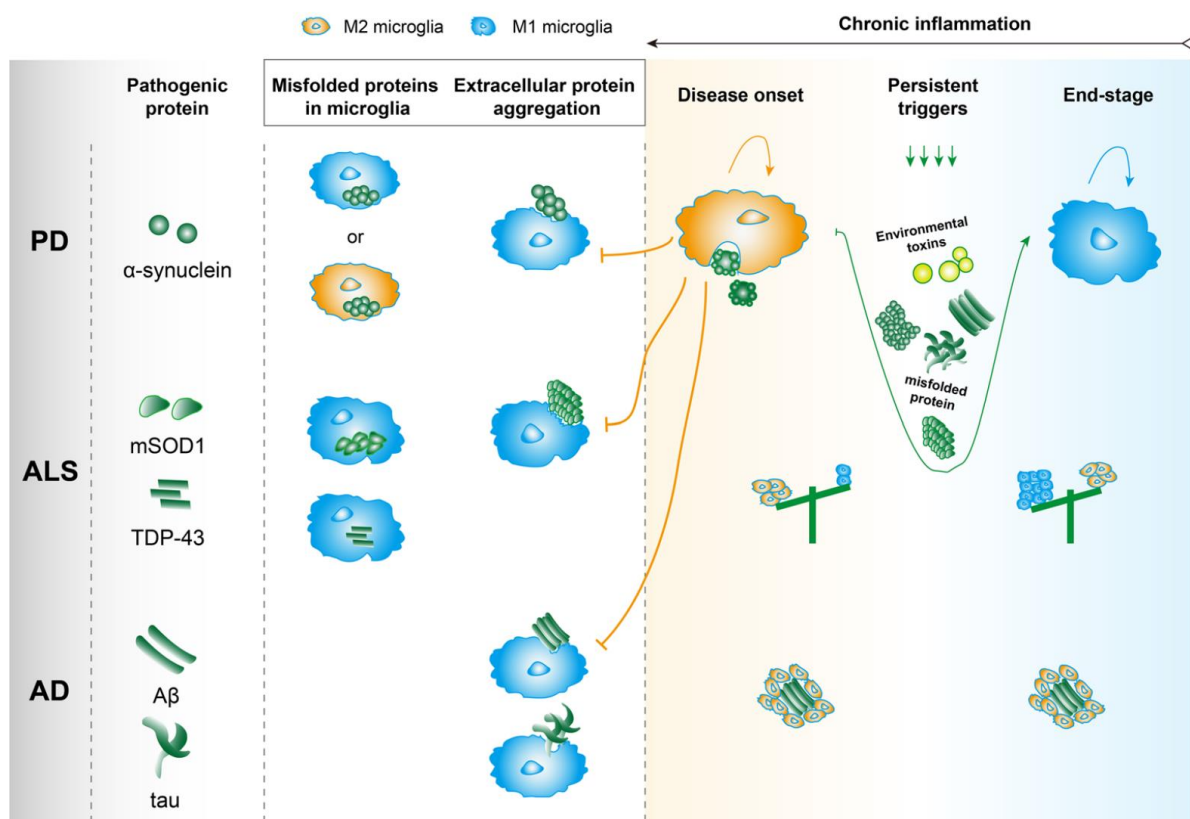 M2 microglia
M1 microglia
Chronic inflammation
Pathogenic
protein
Misfolded proteins
in microglia
Extracellular protein
aggregation
Disease onset
Persistent
triggers
End-stage
PD
α-synuclein
or
Environmental
toxins
misfolded
protein
ALS
mSOD1
TDP-43
AD
Aβ
tau